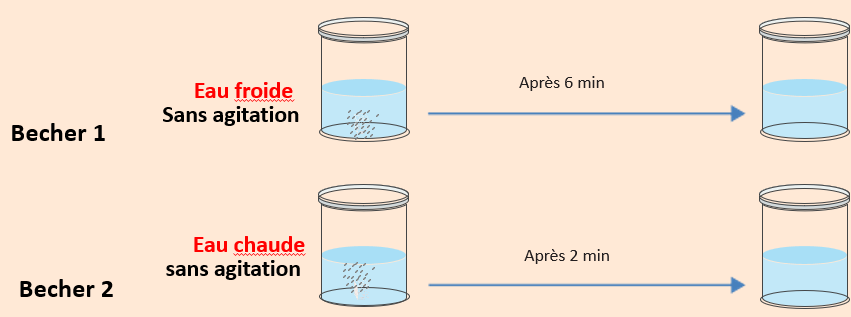 Eau froide
Sans agitation
Après 6 min
Becher 1
Eau chaude
sans agitation
Après 2 min
Becher 2